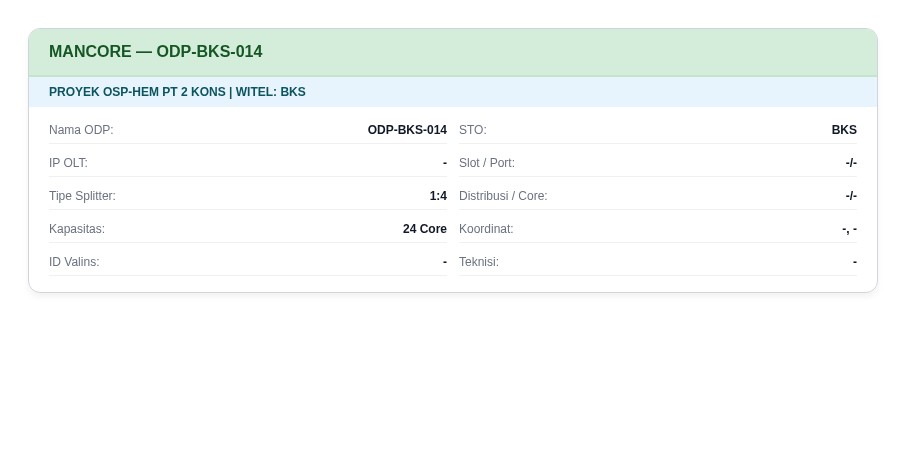 MANCORE — ODP-BKS-014
PROYEK OSP-HEM PT 2 KONS | WITEL: BKS
Nama ODP: ODP-BKS-014 STO: BKS
IP OLT: - Slot / Port: -/-
Tipe Splitter: 1:4 Distribusi / Core: -/-
Kapasitas: 24 Core Koordinat: -, -
ID Valins: - Teknisi: -